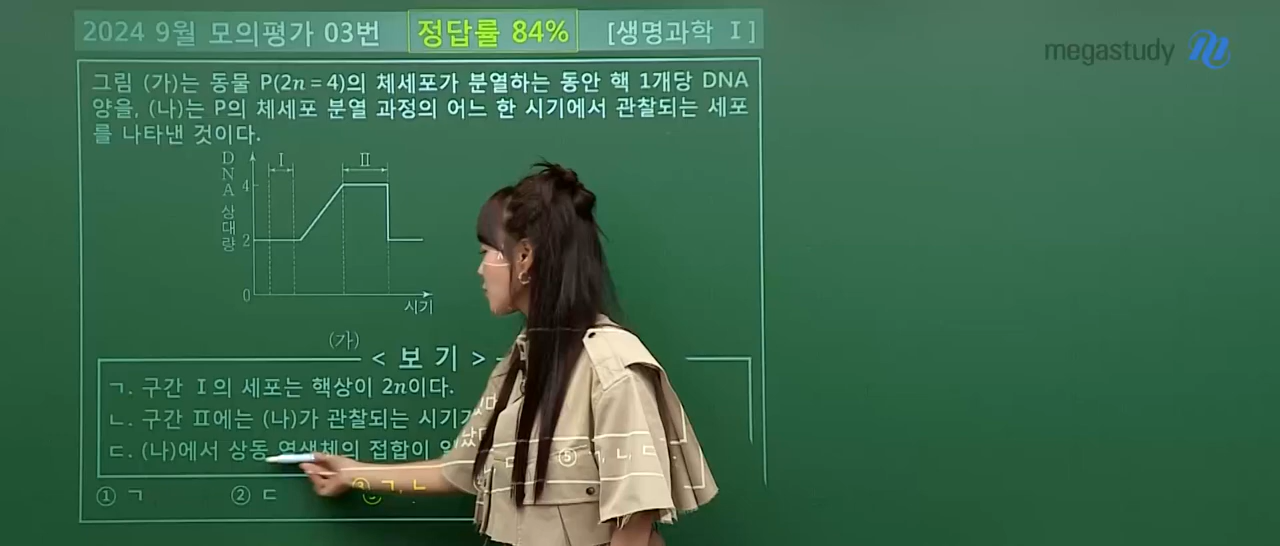 2024 9월 모의평가 03번 정답률 84% [생명과학 Ⅰ]
megastudy
그림 (가)는 동물 P(2n=4)의 체세포가 분열하는 동안 핵 1개당 DNA
양을, (나)는 P의 체세포 분열 과정의 어느 한 시기에서 관찰되는 세포
를 나타낸 것이다.
DNA 상대량
Ⅰ
Ⅱ
4
2
0
시기
(가)
< 보 기 >
ㄱ. 구간 Ⅰ의 세포는 핵상이 2n이다.
ㄴ. 구간 Ⅱ에는 (나)가 관찰되는 시기가
ㄷ. (나)에서 상동 염색체의 접합이
① ㄱ ② ㄷ ③ ㄱ, ㄴ ⑤ ㄱ, ㄴ, ㄷ